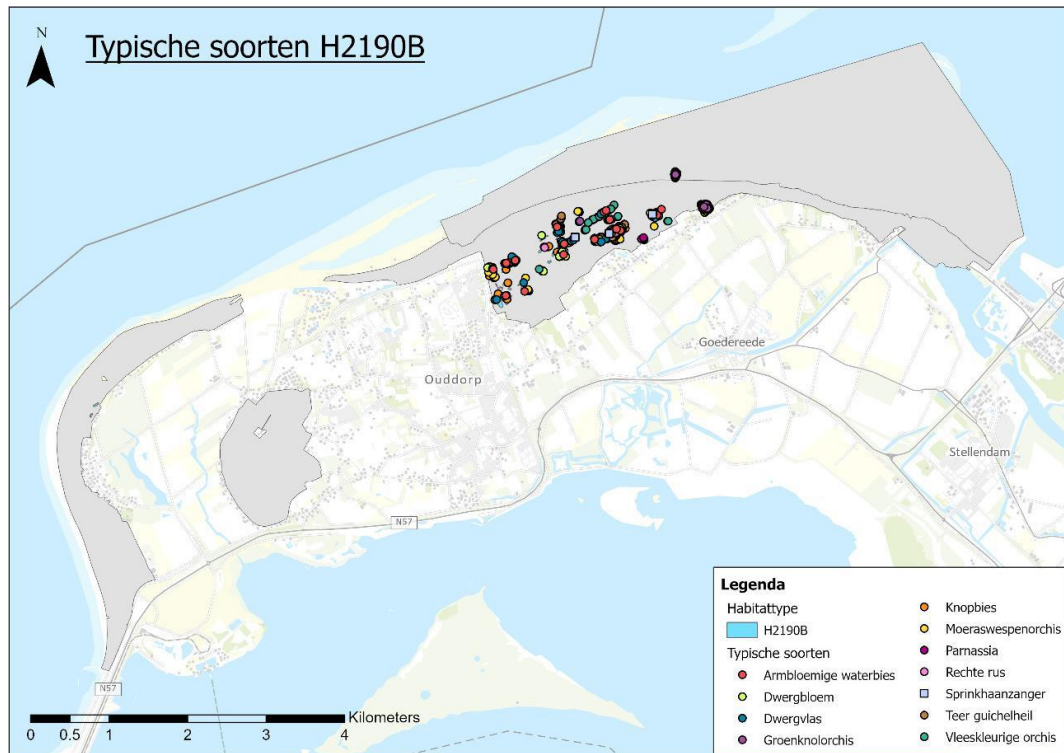 N
Typische soorten H2190B
Goedereede
Ouddorp
Stellendam
N57
N57
Kilometers
0 0.5 1 2 3 4
Legenda
Habitattype
H2190B
Typische soorten
Armbloemige waterbies
Dwergbloem
Dwergvlas
Groenknolorchis
Knopbies
Moeraswespenorchis
Parnassia
Rechte rus
Sprinkhaanzanger
Teer guichelheil
Vleeskleurige orchis